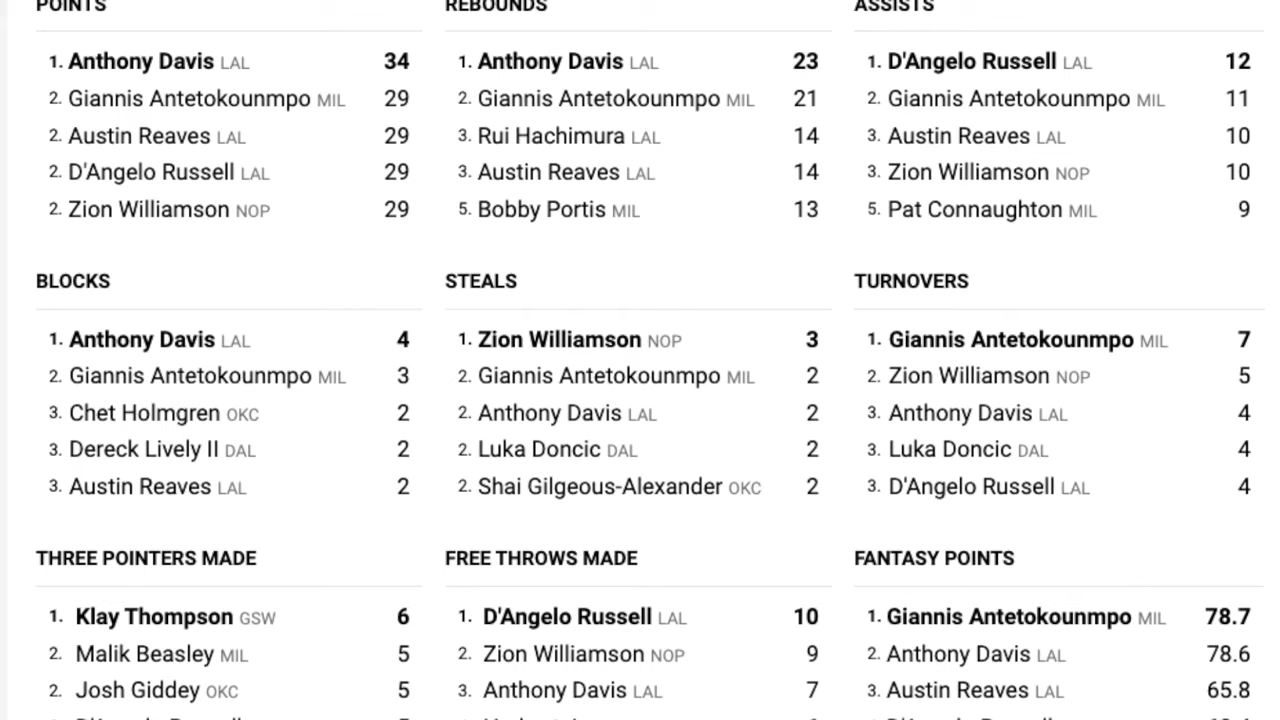 POINTS
1. Anthony Davis LAL 34
2. Giannis Antetokounmpo MIL 29
2. Austin Reaves LAL 29
2. D'Angelo Russell LAL 29
2. Zion Williamson NOP 29
REBOUNDS
1. Anthony Davis LAL 23
2. Giannis Antetokounmpo MIL 21
3. Rui Hachimura LAL 14
3. Austin Reaves LAL 14
5. Bobby Portis MIL 13
ASSISTS
1. D'Angelo Russell LAL 12
2. Giannis Antetokounmpo MIL 11
3. Austin Reaves LAL 10
3. Zion Williamson NOP 10
5. Pat Connaughton MIL 9
BLOCKS
1. Anthony Davis LAL 4
2. Giannis Antetokounmpo MIL 3
3. Chet Holmgren OKC 2
3. Dereck Lively II DAL 2
3. Austin Reaves LAL 2
STEALS
1. Zion Williamson NOP 3
2. Giannis Antetokounmpo MIL 2
2. Anthony Davis LAL 2
2. Luka Doncic DAL 2
2. Shai Gilgeous-Alexander OKC 2
TURNOVERS
1. Giannis Antetokounmpo MIL 7
2. Zion Williamson NOP 5
3. Anthony Davis LAL 4
3. Luka Doncic DAL 4
3. D'Angelo Russell LAL 4
THREE POINTERS MADE
1. Klay Thompson GSW 6
2. Malik Beasley MIL 5
2. Josh Giddey OKC 5
FREE THROWS MADE
1. D'Angelo Russell LAL 10
2. Zion Williamson NOP 9
3. Anthony Davis LAL 7
FANTASY POINTS
1. Giannis Antetokounmpo MIL 78.7
2. Anthony Davis LAL 78.6
3. Austin Reaves LAL 65.8